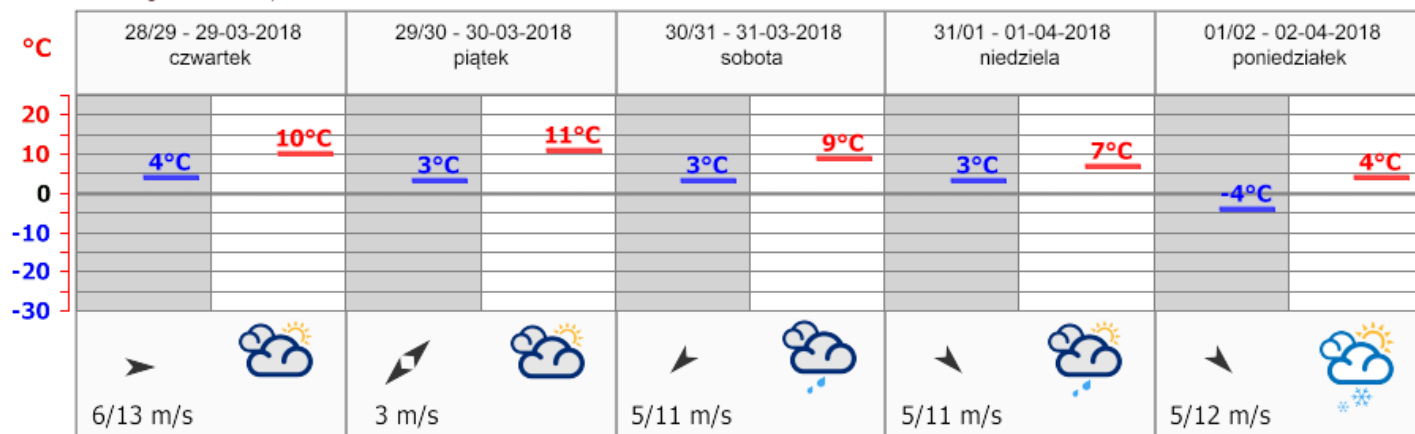 °C
28/29 - 29-03-2018
czwartek
29/30 - 30-03-2018
piątek
30/31 - 31-03-2018
sobota
31/01 - 01-04-2018
niedziela
01/02 - 02-04-2018
poniedziałek
20
10
0
-10
-20
-30
4°C
10°C
3°C
11°C
3°C
9°C
3°C
7°C
-4°C
4°C
6/13 m/s
3 m/s
5/11 m/s
5/11 m/s
5/12 m/s